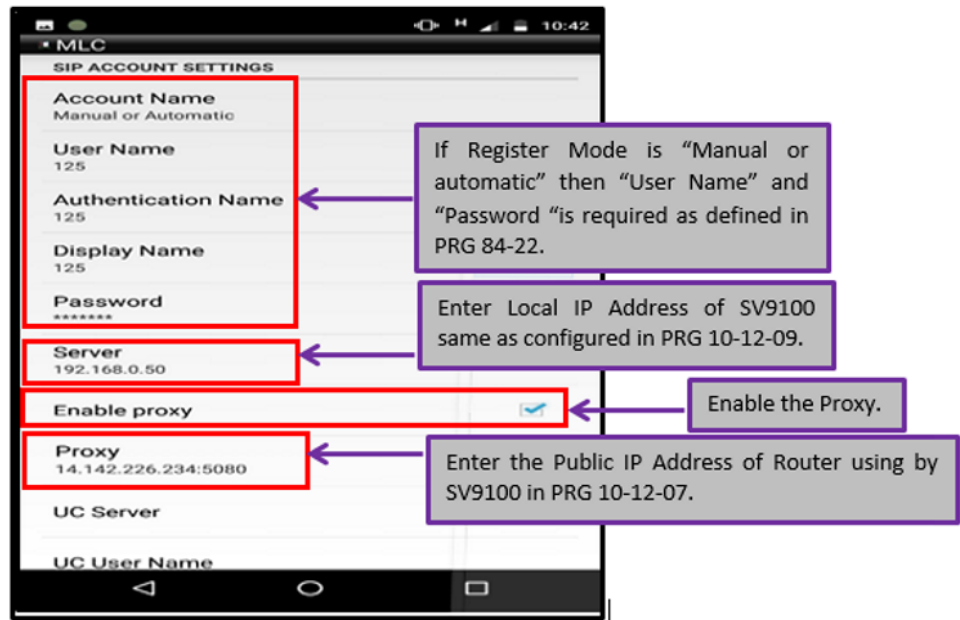 10:42
MLC
SIP ACCOUNT SETTINGS
Account Name
Manual or Automatic
User Name
125
Authentication Name
125
Display Name
125
Password
*******
Server
192.168.0.50
Enable proxy
Proxy
14.142.226.234:5080
UC Server
UC User Name
If Register Mode is “Manual or
automatic” then “User Name” and
“Password “is required as defined in
PRG 84-22.
Enter Local IP Address of SV9100
same as configured in PRG 10-12-09.
Enable the Proxy.
Enter the Public IP Address of Router using by
SV9100 in PRG 10-12-07.